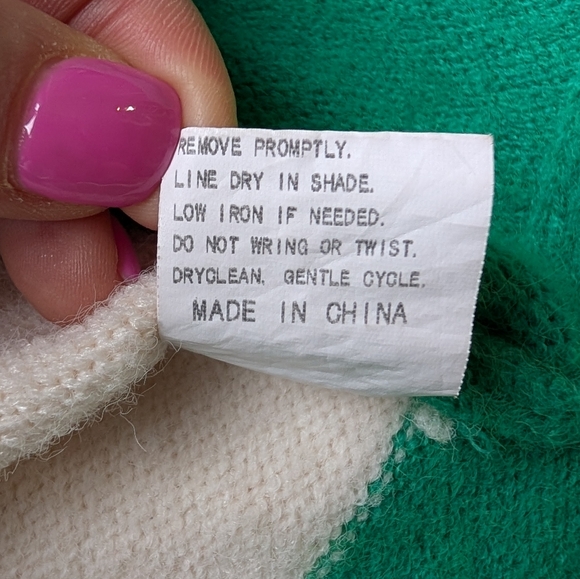 REMOVE PROMPTLY.
LINE DRY IN SHADE.
LOW IRON IF NEEDED.
DO NOT WRING OR TWIST.
DRYCLEAN. GENTLE CYCLE.
MADE IN CHINA